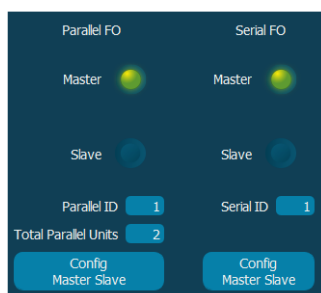 Parallel FO
Serial FO
Master
Master
Slave
Slave
Parallel ID 1
Serial ID 1
Total Parallel Units 2
Config
Master Slave
Config
Master Slave